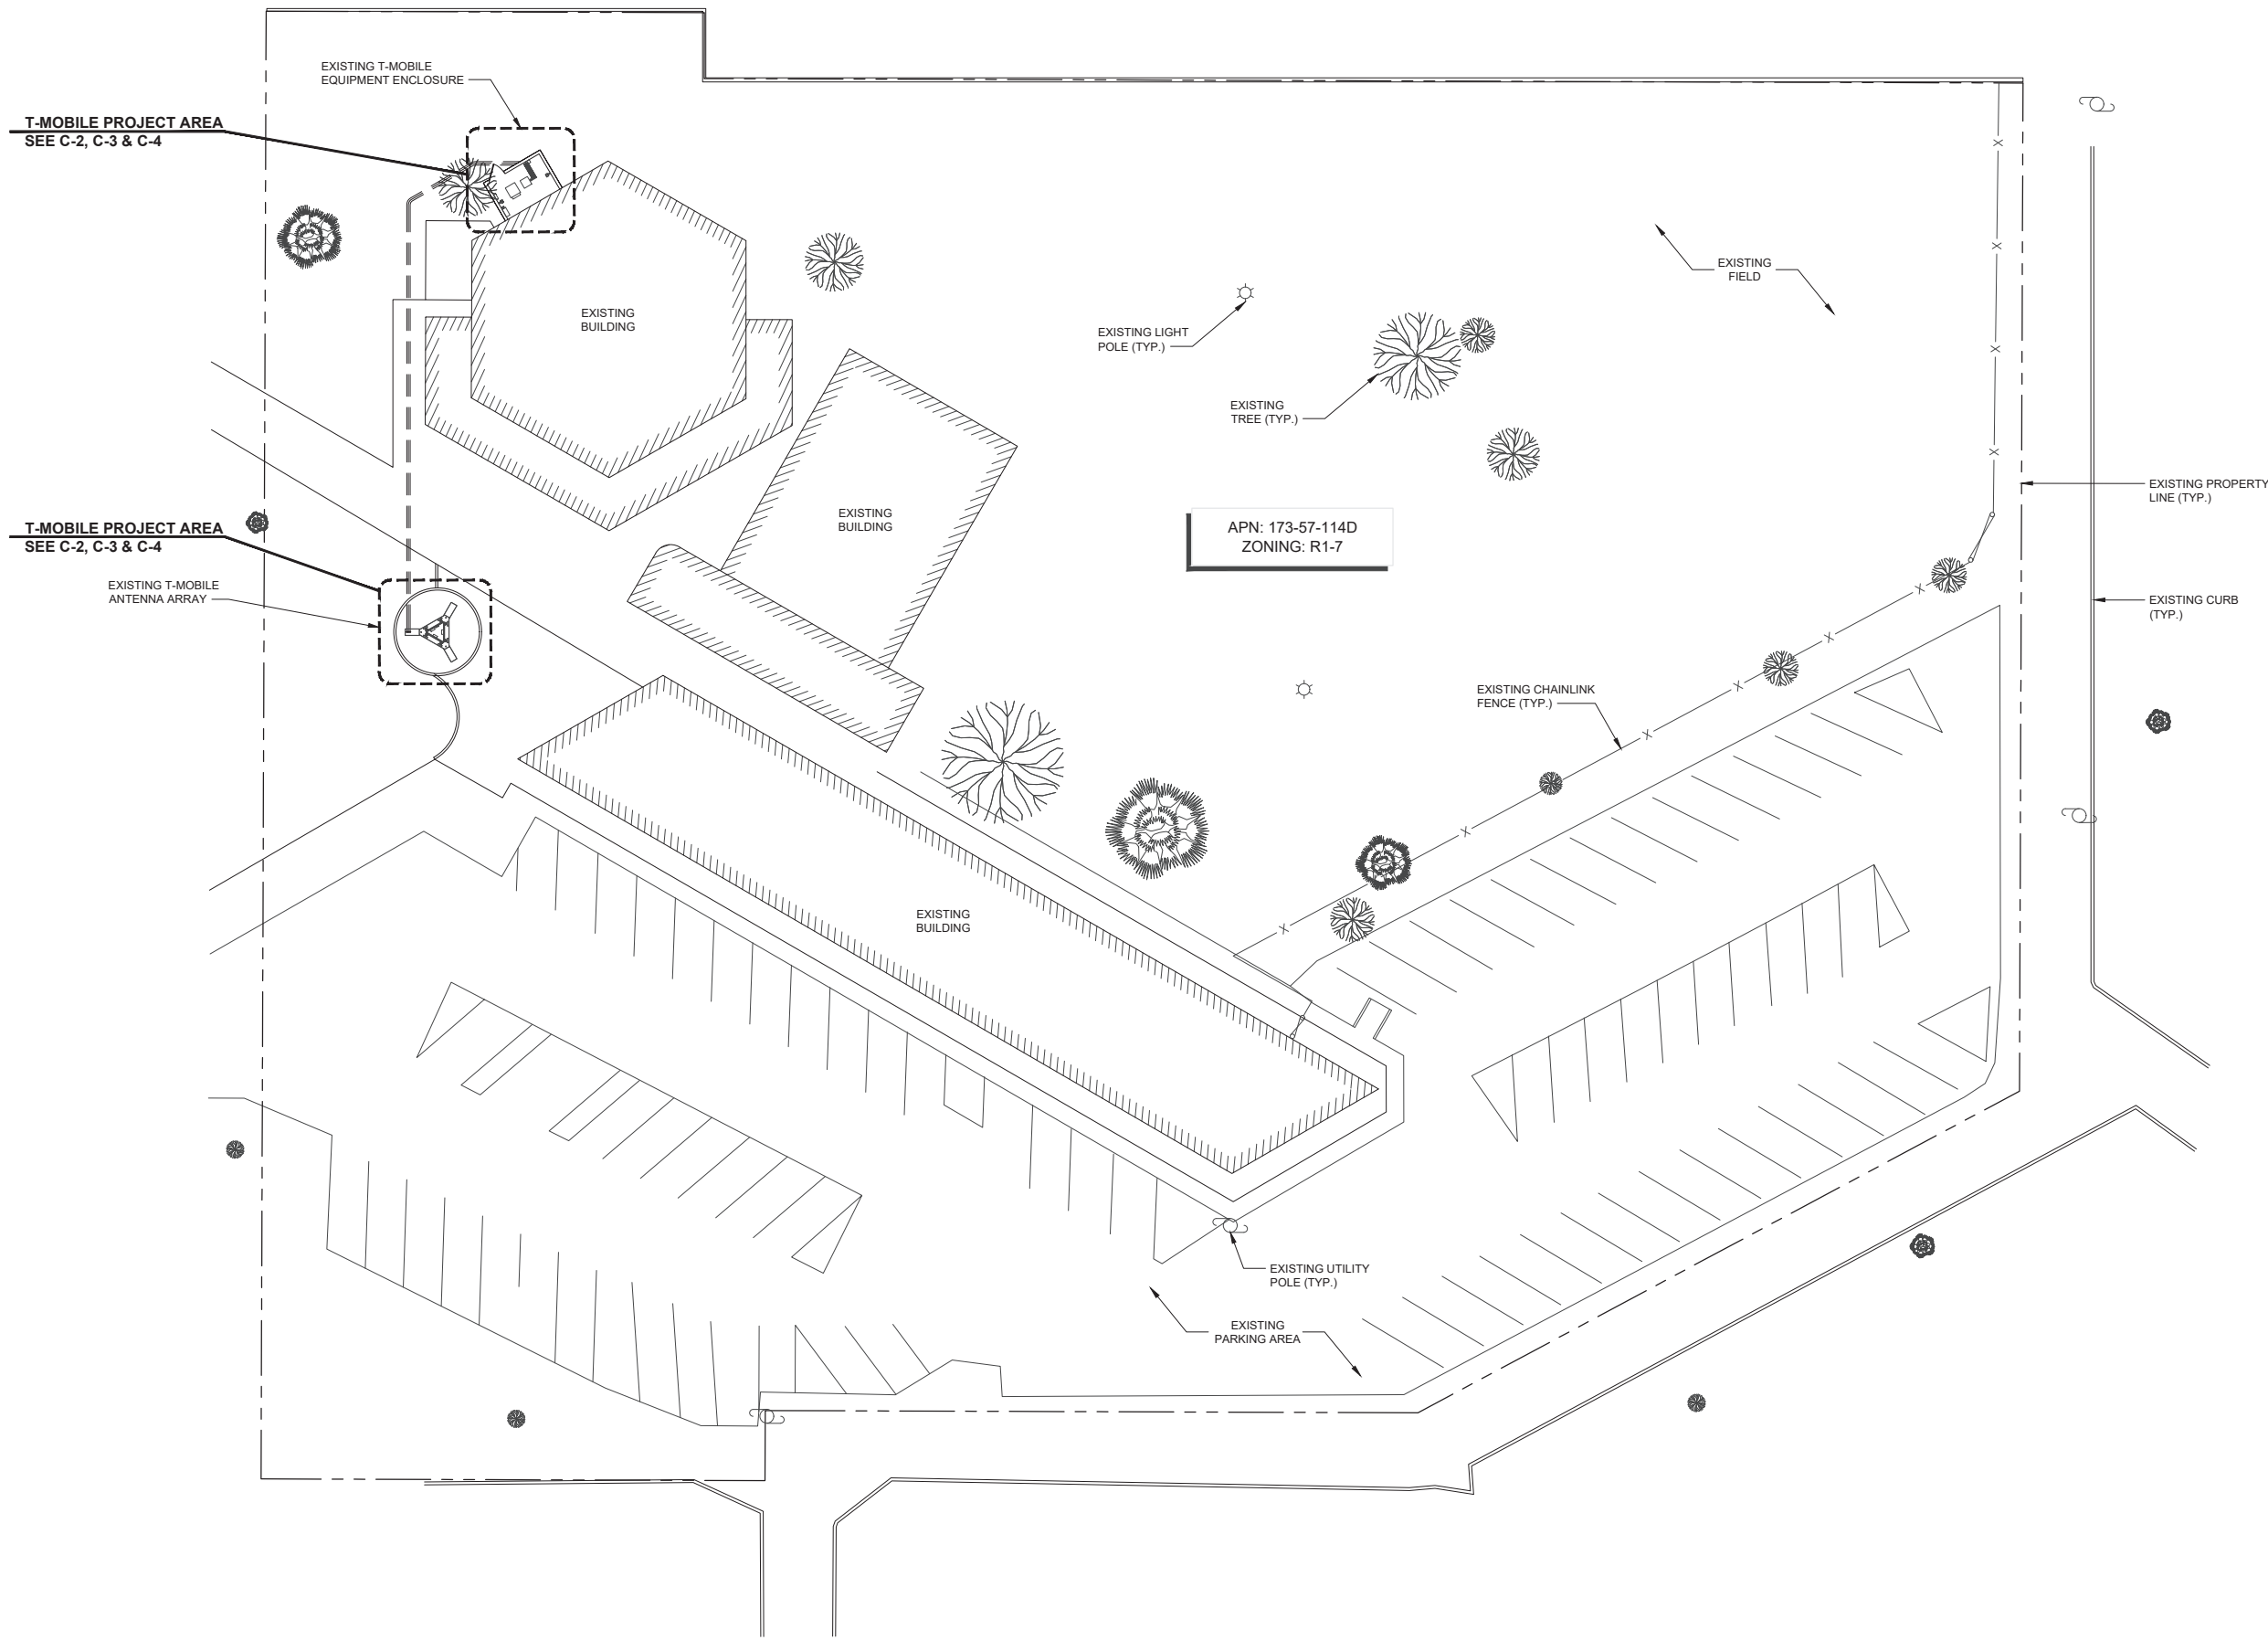 EXISTING T-MOBILE
EQUIPMENT ENCLOSURE
T-MOBILE PROJECT AREA
SEE C-2, C-3 & C-4
EXISTING
FIELD
EXISTING
BUILDING
EXISTING LIGHT
POLE (TYP.)
EXISTING
TREE (TYP.)
EXISTING PROPERTY
LINE (TYP.)
EXISTING
BUILDING
APN: 173-57-114D
ZONING: R1-7
T-MOBILE PROJECT AREA
SEE C-2, C-3 & C-4
EXISTING T-MOBILE
ANTENNA ARRAY
EXISTING CURB
(TYP.)
EXISTING CHAINLINK
FENCE (TYP.)
EXISTING
BUILDING
EXISTING UTILITY
POLE (TYP.)
EXISTING
PARKING AREA